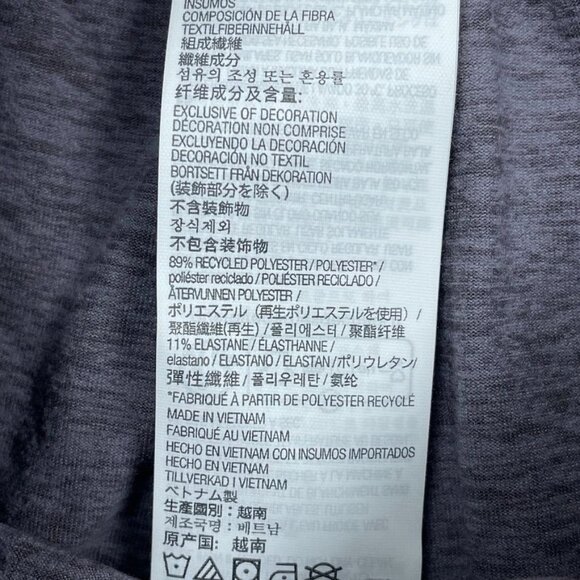 INSUMOS
COMPOSICIÓN DE LA FIBRA
TEXTILFIBERINNEHÅLL
組成繊維
纖維成分
섬유의 조성 또는 혼용률
纤维成分及含量:
EXCLUSIVE OF DECORATION
DÉCORATION NON COMPRISE
EXCLUYENDO LA DECORACIÓN
DECORACIÓN NO TEXTIL
BORTSETT FRÅN DEKORATION
(装飾部分を除く)
不含裝飾物
장식제외
不包含装饰物
89% RECYCLED POLYESTER / POLYESTER* /
poliéster reciclado / POLIÉSTER RECICLADO /
ÅTERVUNNEN POLYESTER /
ポリエステル (再生ポリエステルを使用)
/ 聚酯纖維(再生) / 폴리에스터 / 聚酯纤维
11% ELASTANE / ÉLASTHANNE /
elastano / ELASTANO / ELASTAN /ポリウレタン/
彈性纖維 / 폴리우레탄 / 氨纶
*FABRIQUÉ À PARTIR DE POLYESTER RECYCLÉ
MADE IN VIETNAM
FABRIQUÉ AU VIETNAM
HECHO EN VIETNAM CON INSUMOS IMPORTADOS
HECHO EN VIETNAM
TILLVERKAD I VIETNAM
ベトナム製
生產國別：越南
제조국명 : 베트남
原产国: 越南